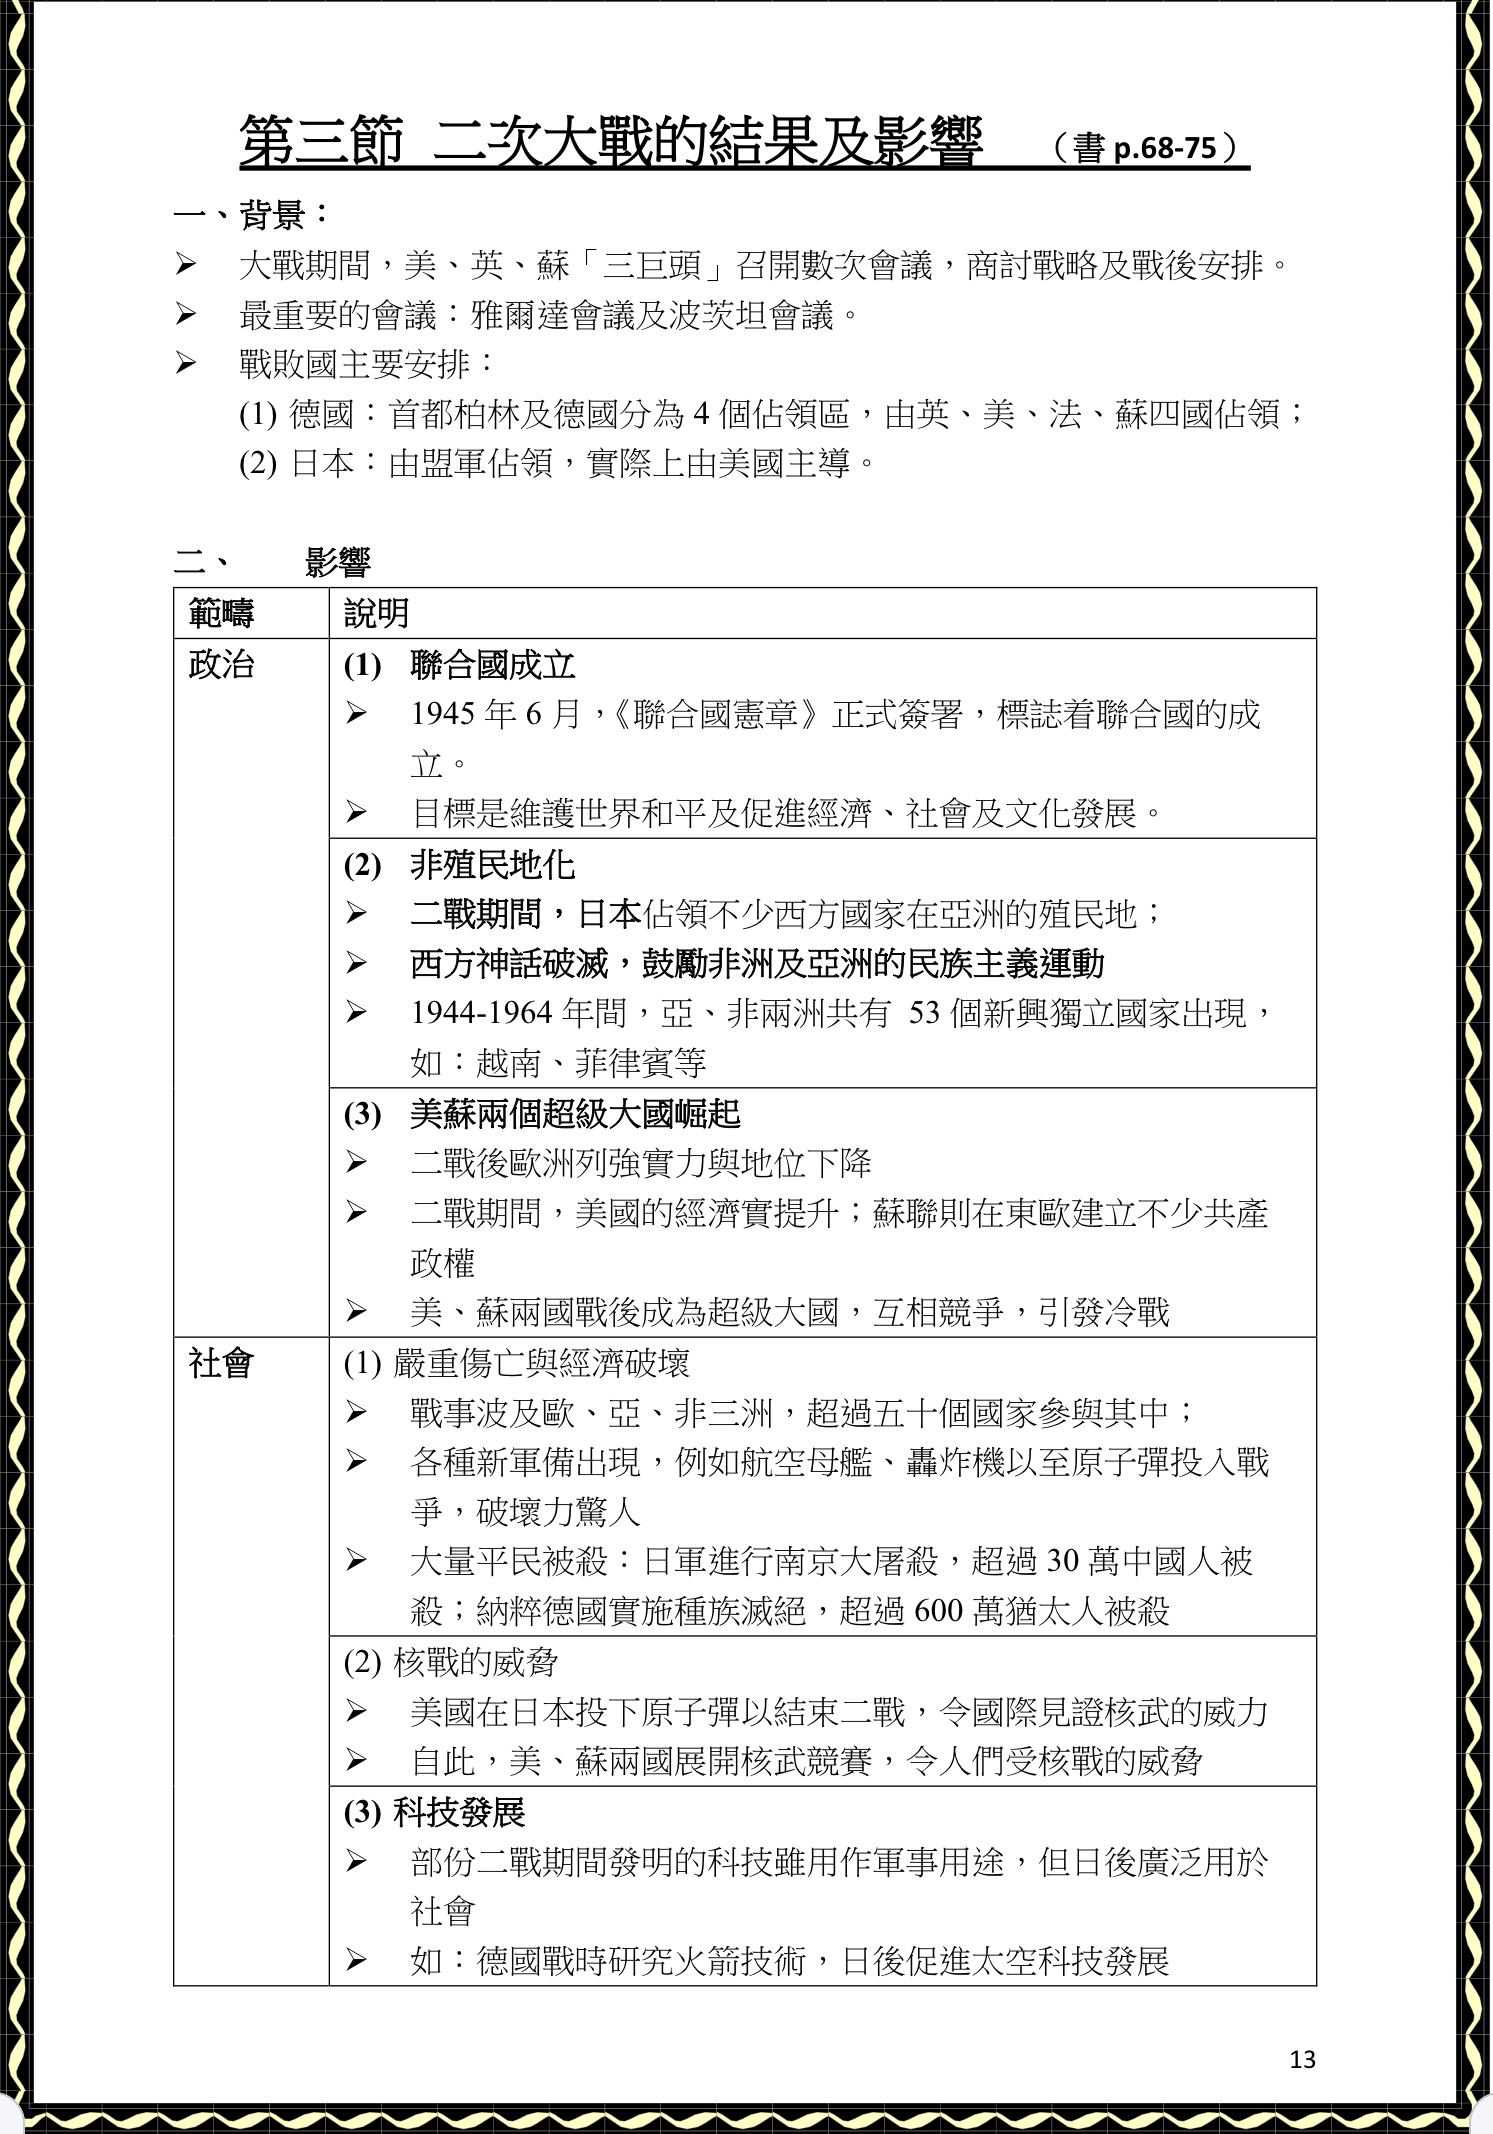 第三節 二次大戰的結果及影響 （書 p.68-75）
一、背景：
➢ 大戰期間，美、英、蘇「三巨頭」召開數次會議，商討戰略及戰後安排。
➢ 最重要的會議：雅爾達會議及波茨坦會議。
➢ 戰敗國主要安排：
(1) 德國：首都柏林及德國分為 4 個佔領區，由英、美、法、蘇四國佔領；
(2) 日本：由盟軍佔領，實際上由美國主導。
二、 影響
範疇 說明
政治 (1) 聯合國成立
➢ 1945 年 6 月，《聯合國憲章》正式簽署，標誌着聯合國的成
立。
➢ 目標是維護世界和平及促進經濟、社會及文化發展。
(2) 非殖民地化
➢ 二戰期間，日本佔領不少西方國家在亞洲的殖民地；
➢ 西方神話破滅，鼓勵非洲及亞洲的民族主義運動
➢ 1944-1964 年間，亞、非兩洲共有 53 個新興獨立國家出現，
如：越南、菲律賓等
(3) 美蘇兩個超級大國崛起
➢ 二戰後歐洲列強實力與地位下降
➢ 二戰期間，美國的經濟實提升；蘇聯則在東歐建立不少共產
政權
➢ 美、蘇兩國戰後成為超級大國，互相競爭，引發冷戰
社會 (1) 嚴重傷亡與經濟破壞
➢ 戰事波及歐、亞、非三洲，超過五十個國家參與其中；
➢ 各種新軍備出現，例如航空母艦、轟炸機以至原子彈投入戰
爭，破壞力驚人
➢ 大量平民被殺：日軍進行南京大屠殺，超過 30 萬中國人被
殺；納粹德國實施種族滅絕，超過 600 萬猶太人被殺
(2) 核戰的威脅
➢ 美國在日本投下原子彈以結束二戰，令國際見證核武的威力
➢ 自此，美、蘇兩國展開核武競賽，令人們受核戰的威脅
(3) 科技發展
➢ 部份二戰期間發明的科技雖用作軍事用途，但日後廣泛用於
社會
➢ 如：德國戰時研究火箭技術，日後促進太空科技發展
13